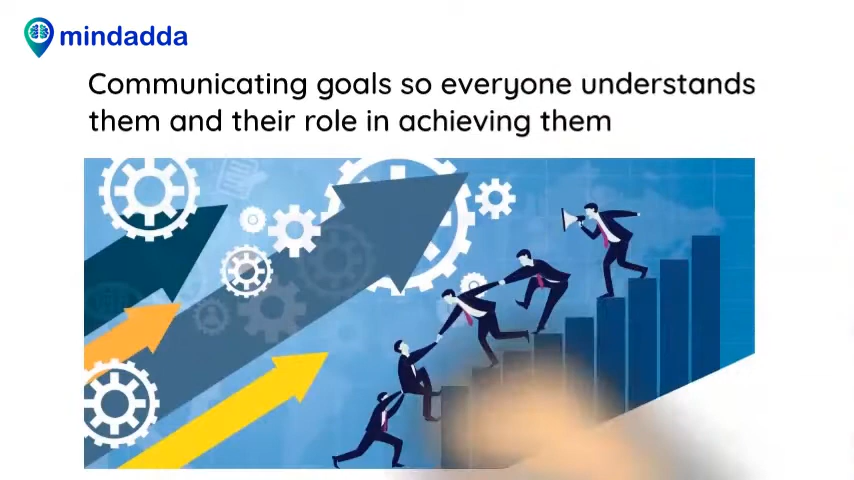 mindadda
Communicating goals so everyone understands
them and their role in achieving them